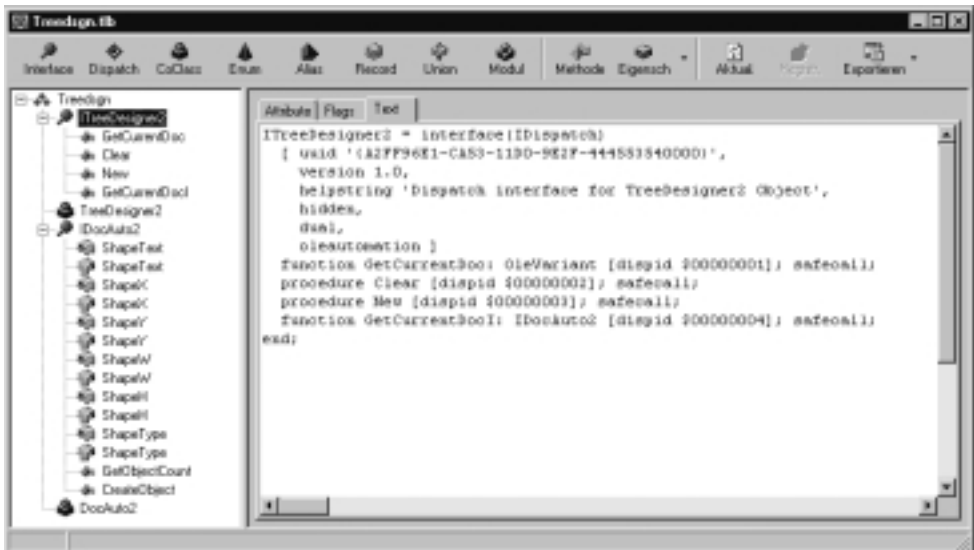 Treedsgn.tlb
Interface Dispatch CoClass Enum Alias Record Union Modul Methode Eigensch Aktual. Exportieren
Treedsgn
ITreeDesigner2
GetCurrentDoc
Clear
New
GetCurrentDocI
TreeDesigner2
IDocAuto2
ShapeText
ShapeText
ShapeX
ShapeX
ShapeY
ShapeY
ShapeW
ShapeW
ShapeH
ShapeH
ShapeType
ShapeType
GetObjectCount
CreateObject
DocAuto2
Attribute Flags Text
ITreeDesigner2 = interface(IDispatch)
[ uuid '{A2FF96E1-CA53-11D0-9E2F-444553540000}',
version 1.0,
helpstring 'Dispatch interface for TreeDesigner2 Object',
hidden,
dual,
oleautomation ]
function GetCurrentDoc: OleVariant [dispid $00000001]; safecall;
procedure Clear [dispid $00000002]; safecall;
procedure New [dispid $00000003]; safecall;
function GetCurrentDocI: IDocAuto2 [dispid $00000004]; safecall;
end;